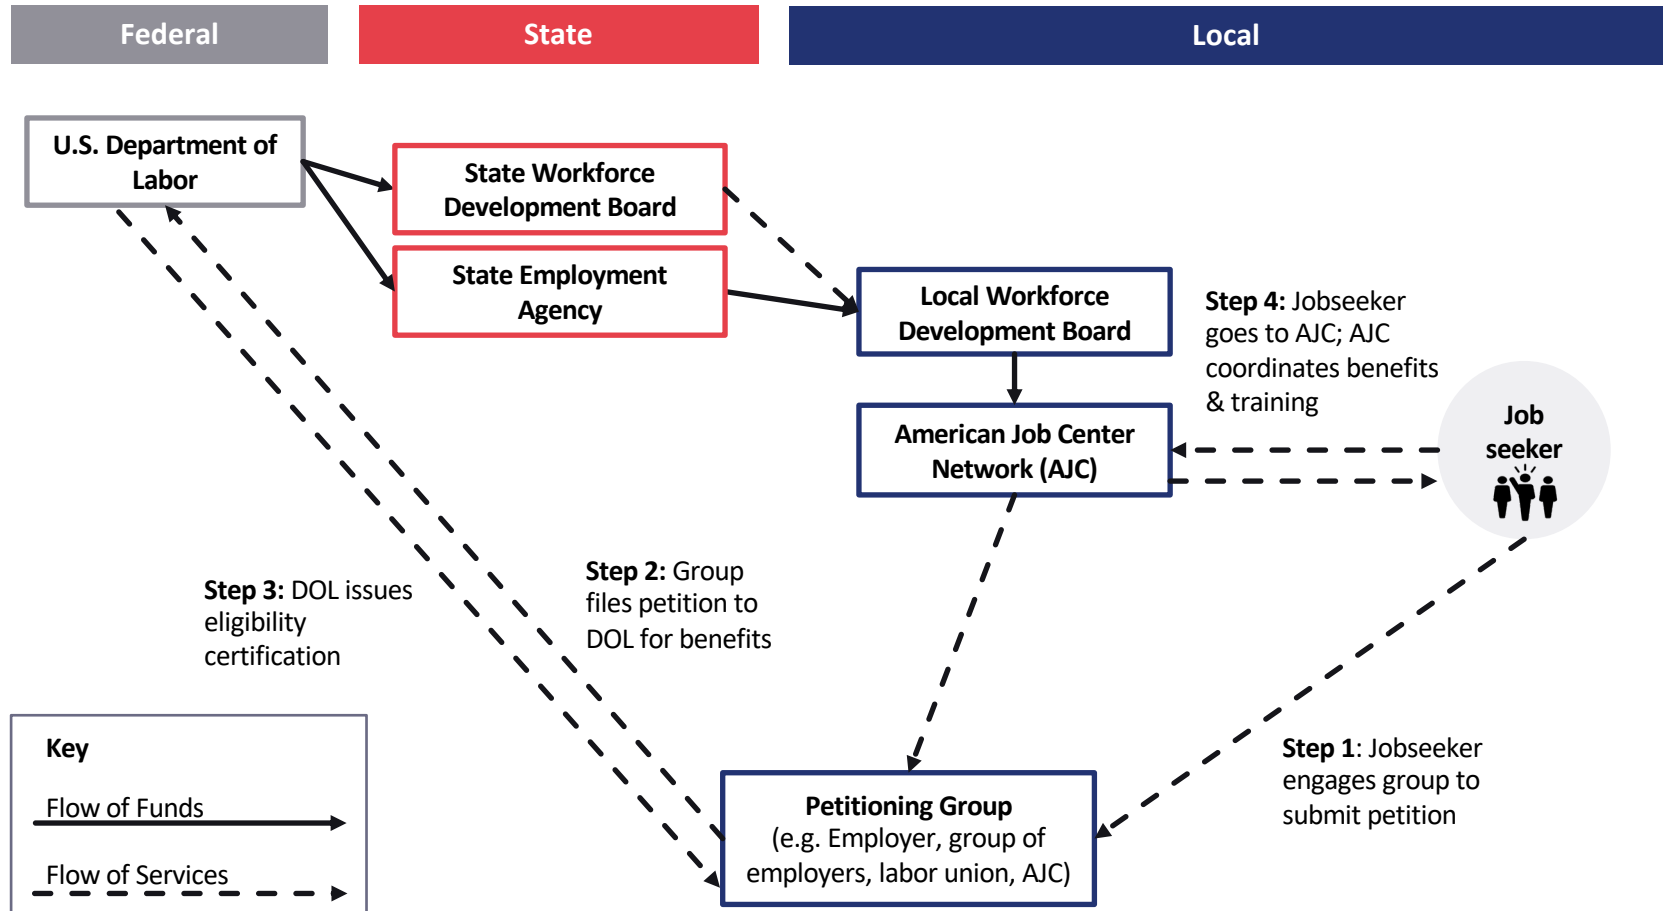 Federal
State
Local
U.S. Department of
Labor
State Workforce
Development Board
State Employment
Agency
Local Workforce
Development Board
Step 4: Jobseeker
goes to AJC; AJC
coordinates benefits
& training
American Job Center
Network (AJC)
Job
seeker
Step 3: DOL issues
eligibility
certification
Step 2: Group
files petition to
DOL for benefits
Step 1: Jobseeker
engages group to
submit petition
Petitioning Group
(e.g. Employer, group of
employers, labor union, AJC)
Key
Flow of Funds
Flow of Services